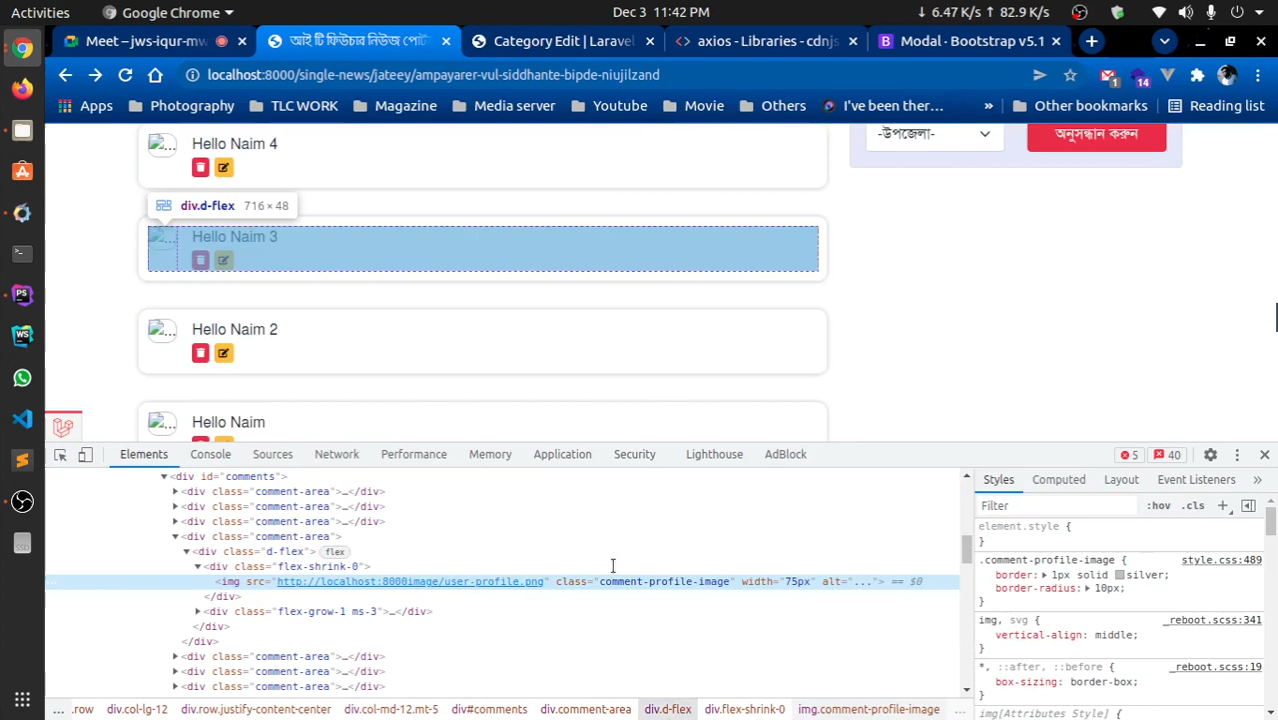 Activities
Google Chrome
Dec 3 11:42 PM
↓ 6.47 K/s ↑ 82.9 K/s
Meet – jws-iqur-mw
আই টি ফিউচার নিউজ পোর্ট
Category Edit | Laravel
axios - Libraries - cdnjs
Modal · Bootstrap v5.1
localhost:8000/single-news/jateey/ampayarer-vul-siddhante-bipde-niujilzand
1
14
Apps
Photography
TLC WORK
Magazine
Media server
Youtube
Movie
Others
I've been ther...
»
Other bookmarks
Reading list
Hello Naim 4
-উপজেলা-
অনুসন্ধান করুন
div.d-flex 716 × 48
Hello Naim 3
Hello Naim 2
Hello Naim
Elements
Console
Sources
Network
Performance
Memory
Application
Security
Lighthouse
AdBlock
5
40
<div id="comments">
<div class="comment-area">…</div>
<div class="comment-area">…</div>
<div class="comment-area">…</div>
<div class="comment-area">
<div class="d-flex"> flex
<div class="flex-shrink-0">
<img src="http://localhost:8000image/user-profile.png" class="comment-profile-image" width="75px" alt="..."> == $0
</div>
<div class="flex-grow-1 ms-3">…</div>
</div>
</div>
<div class="comment-area">…</div>
<div class="comment-area">…</div>
<div class="comment-area">…</div>
... .row div.col-lg-12 div.row.justify-content-center div.col-md-12.mt-5 div#comments div.comment-area div.d-flex div.flex-shrink-0 img.comment-profile-image ...
Styles
Computed
Layout
Event Listeners
»
Filter
:hov .cls +
element.style {
}
.comment-profile-image { style.css:489
border: 1px solid silver;
border-radius: 10px;
}
img, svg { _reboot.scss:341
vertical-align: middle;
}
*, ::after, ::before { _reboot.scss:19
box-sizing: border-box;
}
img[Attributes Style] {